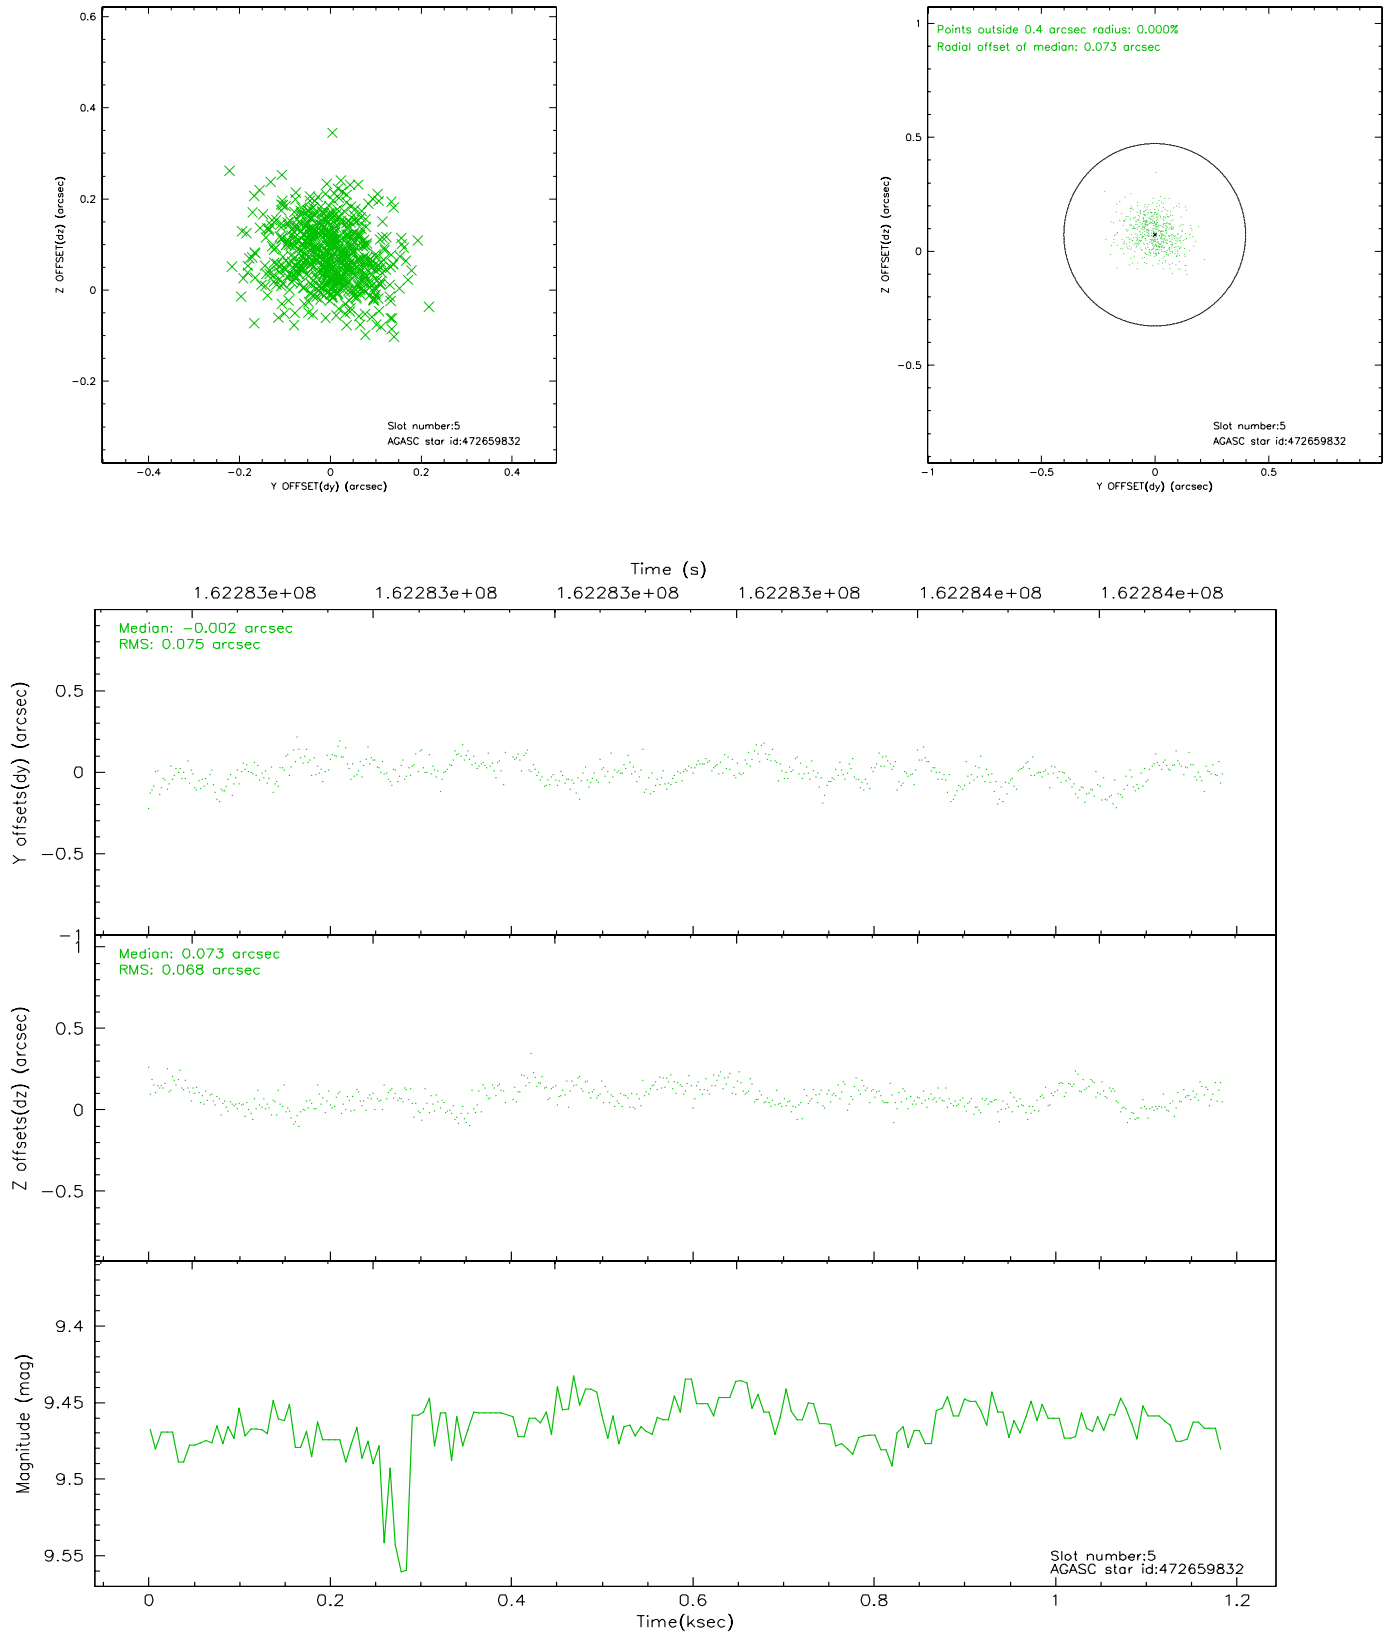 0.6
0.4
0.2
0
−0.2
Z OFFSET(dz) (arcsec)
Slot number:5
AGASC star id:472659832
−0.4 −0.2 0 0.2 0.4
Y OFFSET(dy) (arcsec)
Points outside 0.4 arcsec radius: 0.000%
Radial offset of median: 0.073 arcsec
1
0.5
0
−0.5
Z OFFSET(dz) (arcsec)
Slot number:5
AGASC star id:472659832
−1 −0.5 0 0.5
Y OFFSET(dy) (arcsec)
Time (s)
1.62283e+08 1.62283e+08 1.62283e+08 1.62283e+08 1.62284e+08 1.62284e+08
Median: −0.002 arcsec
RMS: 0.075 arcsec
0.5
0
−0.5
−1
Y offsets(dy) (arcsec)
Median: 0.073 arcsec
RMS: 0.068 arcsec
1
0.5
0
−0.5
Z offsets(dz) (arcsec)
9.4
9.45
9.5
9.55
Magnitude (mag)
Slot number:5
AGASC star id:472659832
0 0.2 0.4 0.6 0.8 1 1.2
Time(ksec)